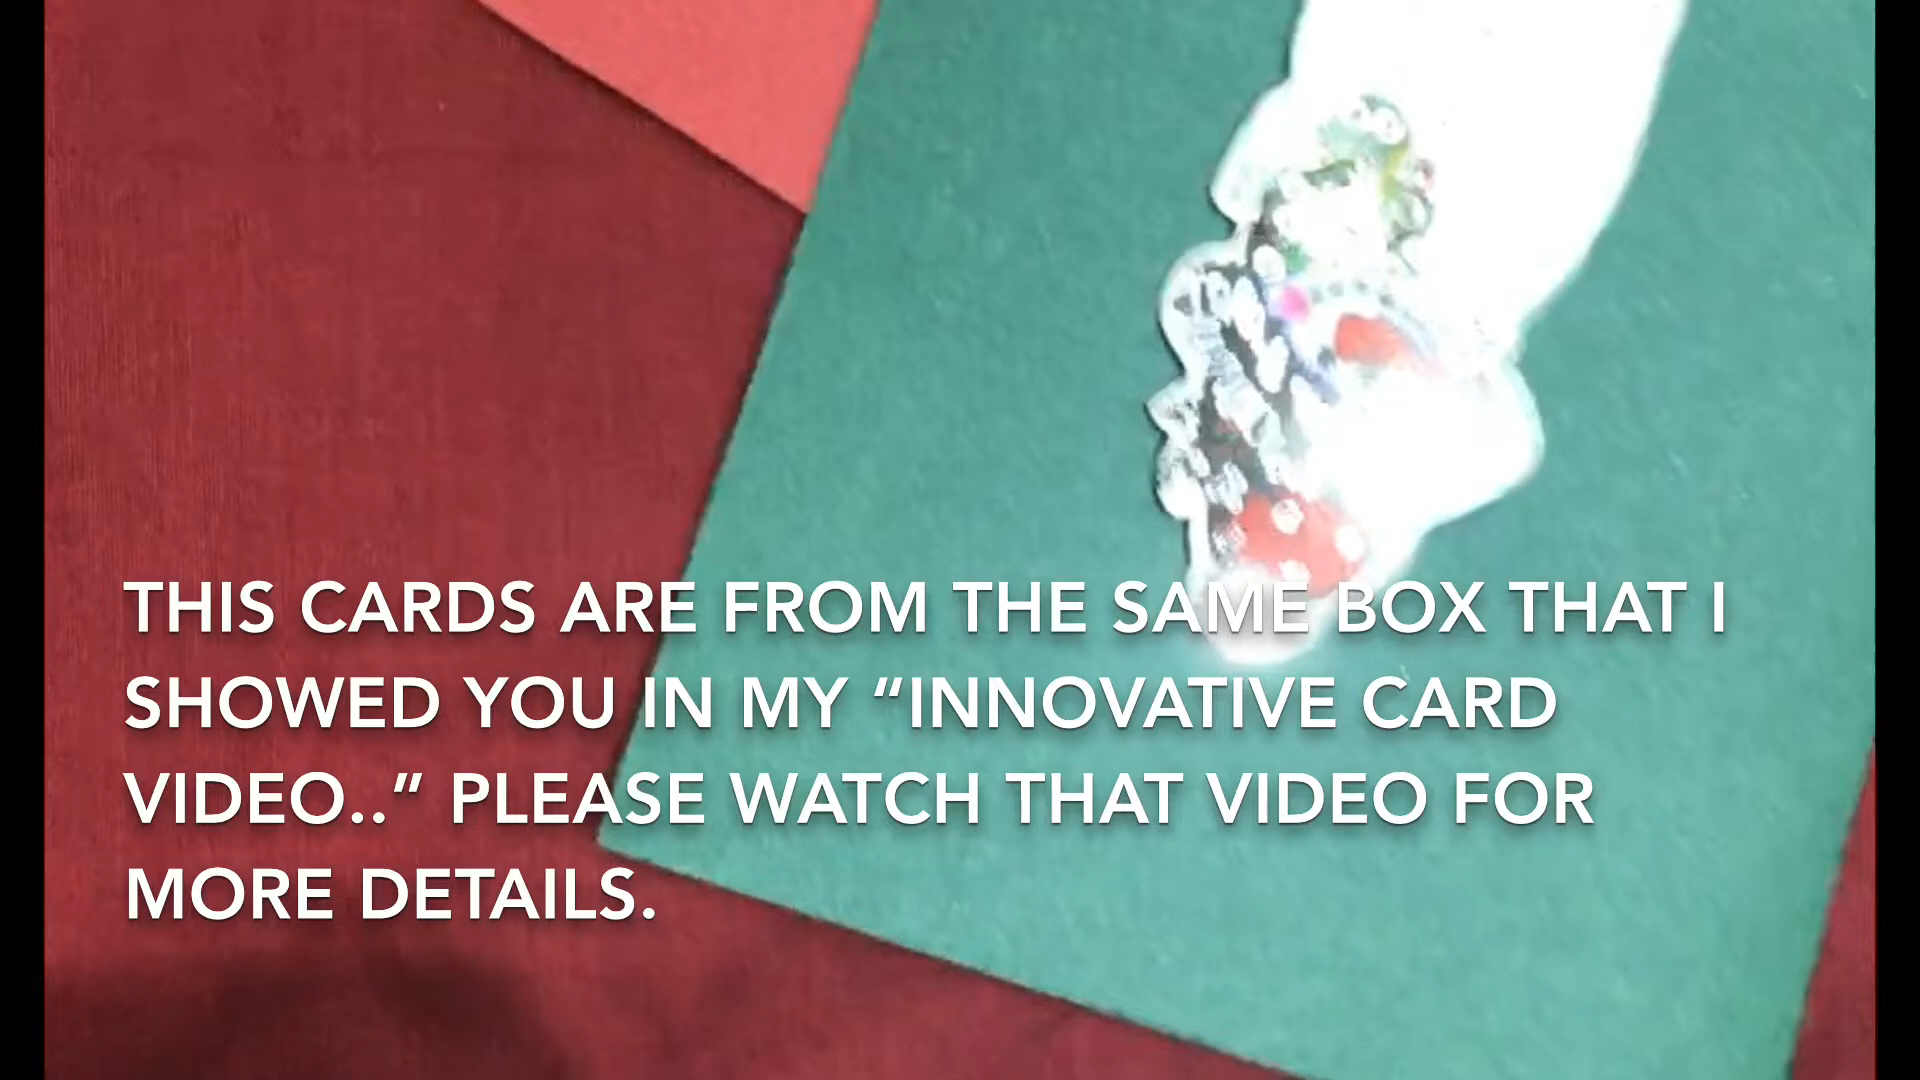 THIS CARDS ARE FROM THE SAME BOX THAT I
SHOWED YOU IN MY “INNOVATIVE CARD
VIDEO..” PLEASE WATCH THAT VIDEO FOR
MORE DETAILS.